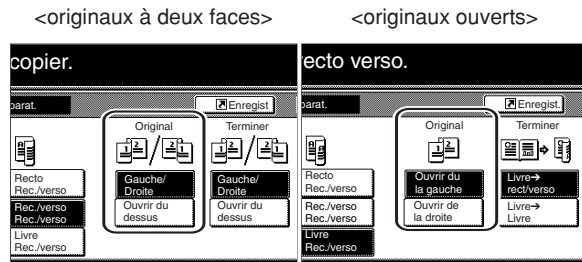 <originaux à deux faces>
<originaux ouverts>
copier.
parat.
Enregist
Original
Terminer
Recto
Rec./verso
Rec./verso
Rec./verso
Livre
Rec./verso
Gauche/
Droite
Ouvrir du
dessus
Gauche/
Droite
Ouvrir du
dessus
recto verso.
parat.
Enregist.
Original
Terminer
Recto
Rec./verso
Rec./verso
Rec./verso
Livre
Rec./verso
Ouvrir du
la gauche
Ouvrir de
la droite
Livre→
rect/verso
Livre→
Livre